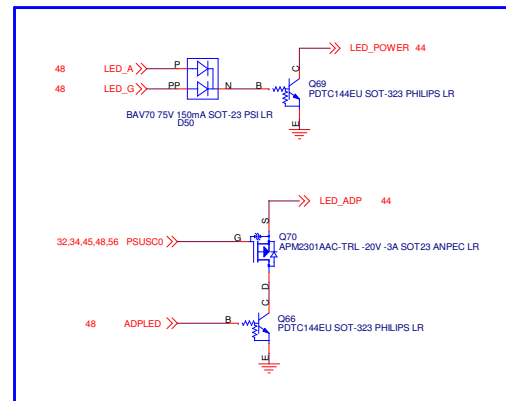 LED_POWER 44
48 LED_A P
C
48 LED_G PP N B Q69
PDTC144EU SOT-323 PHILIPS LR
BAV70 75V 150mA SOT-23 PSI LR
D50
E
LED_ADP 44
S
32,34,45,48,56 PSUSC0 G Q70
APM2301AAC-TRL -20V -3A SOT23 ANPEC LR
D
C
48 ADPLED B Q66
PDTC144EU SOT-323 PHILIPS LR
E